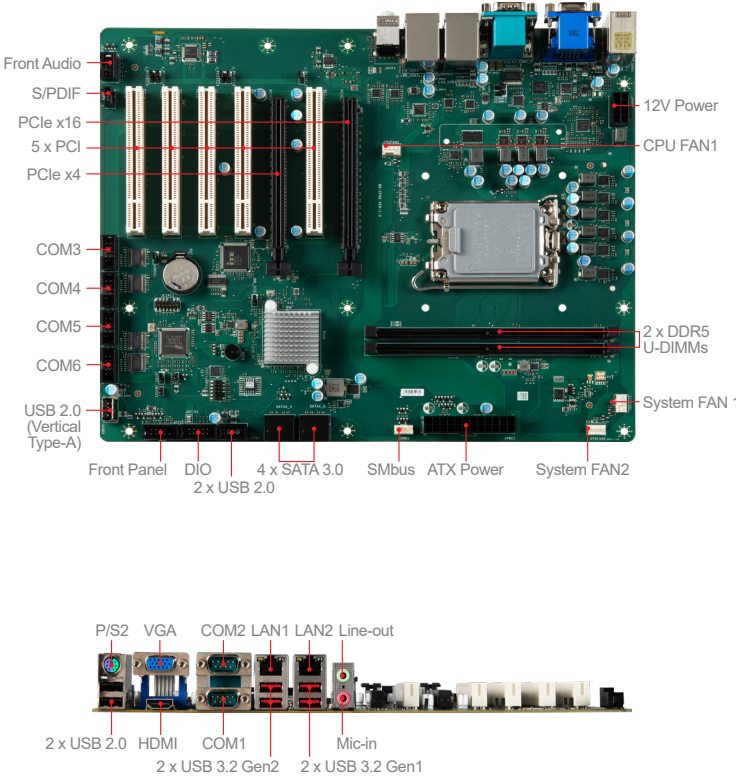 Front Audio
S/PDIF
PCIe x16
5 x PCI
PCIe x4
12V Power
CPU FAN1
COM3
COM4
COM5
COM6
2 x DDR5
U-DIMMs
USB 2.0
(Vertical
Type-A)
System FAN 1
Front Panel
DIO
2 x USB 2.0
4 x SATA 3.0
SMbus
ATX Power
System FAN2
P/S2
VGA
COM2
LAN1
LAN2
Line-out
2 x USB 2.0
HDMI
COM1
Mic-in
2 x USB 3.2 Gen2
2 x USB 3.2 Gen1